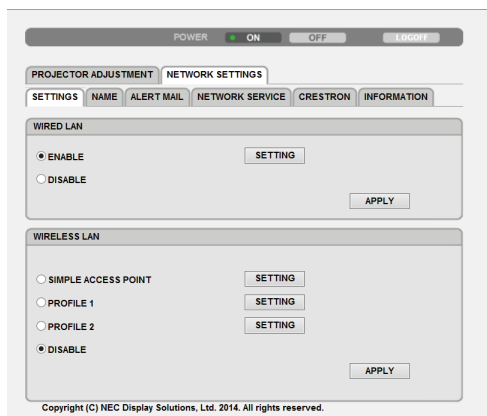 POWER ON OFF LOGOFF
PROJECTOR ADJUSTMENT NETWORK SETTINGS
SETTINGS NAME ALERT MAIL NETWORK SERVICE CRESTRON INFORMATION
WIRED LAN
ENABLE SETTING
DISABLE
APPLY
WIRELESS LAN
SIMPLE ACCESS POINT SETTING
PROFILE 1 SETTING
PROFILE 2 SETTING
DISABLE
APPLY
Copyright (C) NEC Display Solutions, Ltd. 2014. All rights reserved.